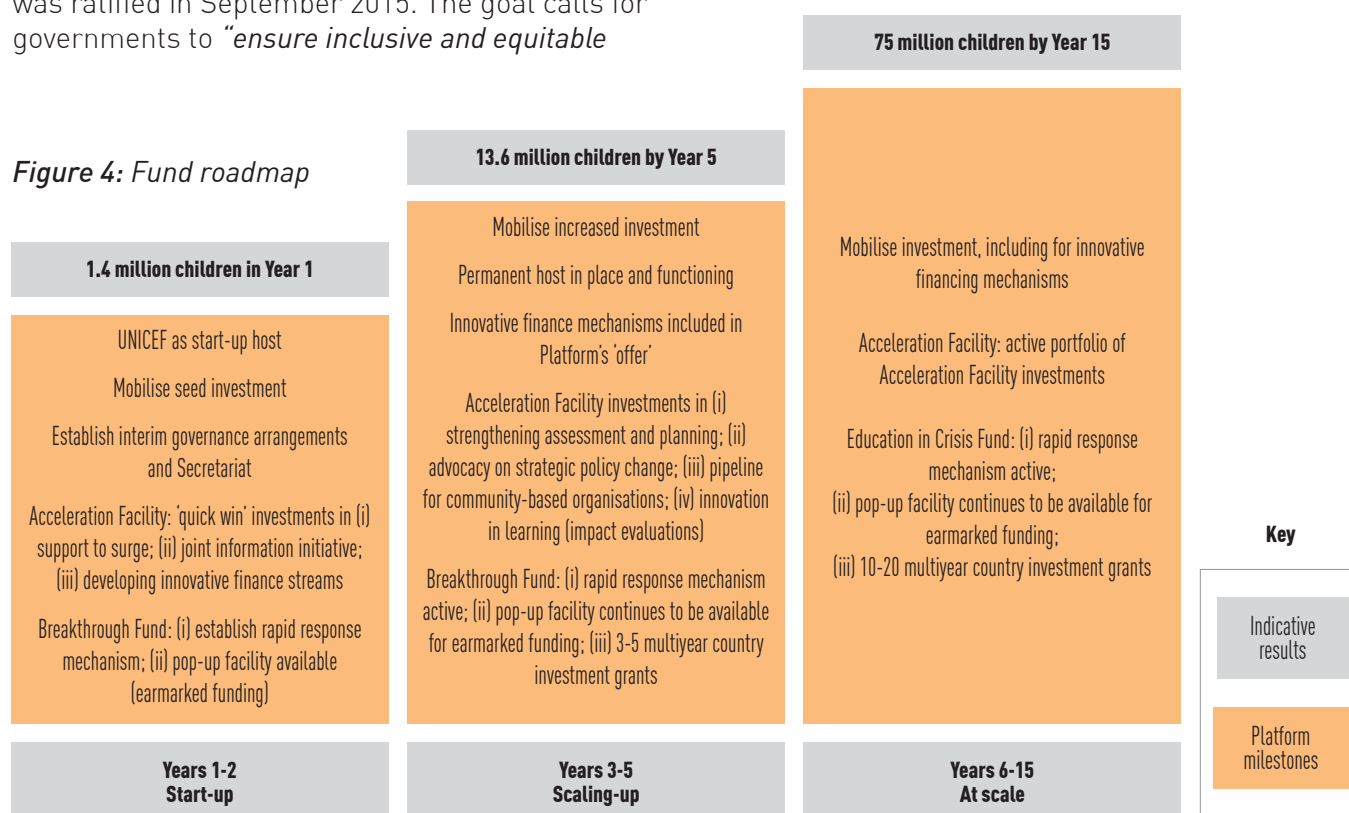 was ratified in September 2015. The goal calls for
governments to “ensure inclusive and equitable
Figure 4: Fund roadmap
1.4 million children in Year 1
UNICEF as start-up host
Mobilise seed investment
Establish interim governance arrangements
and Secretariat
Acceleration Facility: ‘quick win’ investments in (i)
support to surge; (ii) joint information initiative;
(iii) developing innovative finance streams
Breakthrough Fund: (i) establish rapid response
mechanism; (ii) pop-up facility available
(earmarked funding)
Years 1-2
Start-up
13.6 million children by Year 5
Mobilise increased investment
Permanent host in place and functioning
Innovative finance mechanisms included in
Platform’s ‘offer’
Acceleration Facility investments in (i)
strengthening assessment and planning; (ii)
advocacy on strategic policy change; (iii) pipeline
for community-based organisations; (iv) innovation
in learning (impact evaluations)
Breakthrough Fund: (i) rapid response mechanism
active; (ii) pop-up facility continues to be available
for earmarked funding; (iii) 3-5 multiyear country
investment grants
Years 3-5
Scaling-up
75 million children by Year 15
Mobilise investment, including for innovative
financing mechanisms
Acceleration Facility: active portfolio of
Acceleration Facility investments
Education in Crisis Fund: (i) rapid response
mechanism active;
(ii) pop-up facility continues to be available for
earmarked funding;
(iii) 10-20 multiyear country investment grants
Years 6-15
At scale
Key
Indicative
results
Platform
milestones